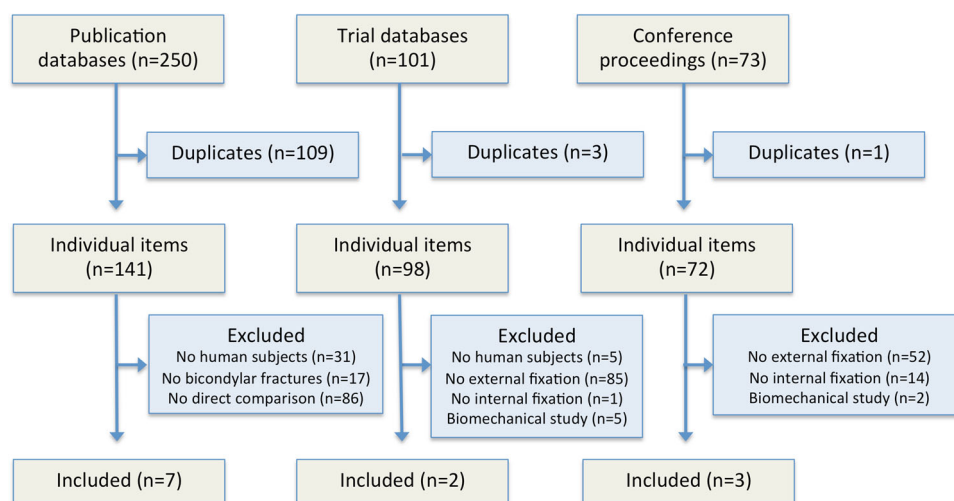 Publication
databases (n=250)
Trial databases
(n=101)
Conference
proceedings (n=73)
Duplicates (n=109)
Duplicates (n=3)
Duplicates (n=1)
Individual items
(n=141)
Individual items
(n=98)
Individual items
(n=72)
Excluded
No human subjects (n=31)
No bicondylar fractures (n=17)
No direct comparison (n=86)
Excluded
No human subjects (n=5)
No external fixation (n=85)
No internal fixation (n=1)
Biomechanical study (n=5)
Excluded
No external fixation (n=52)
No internal fixation (n=14)
Biomechanical study (n=2)
Included (n=7)
Included (n=2)
Included (n=3)